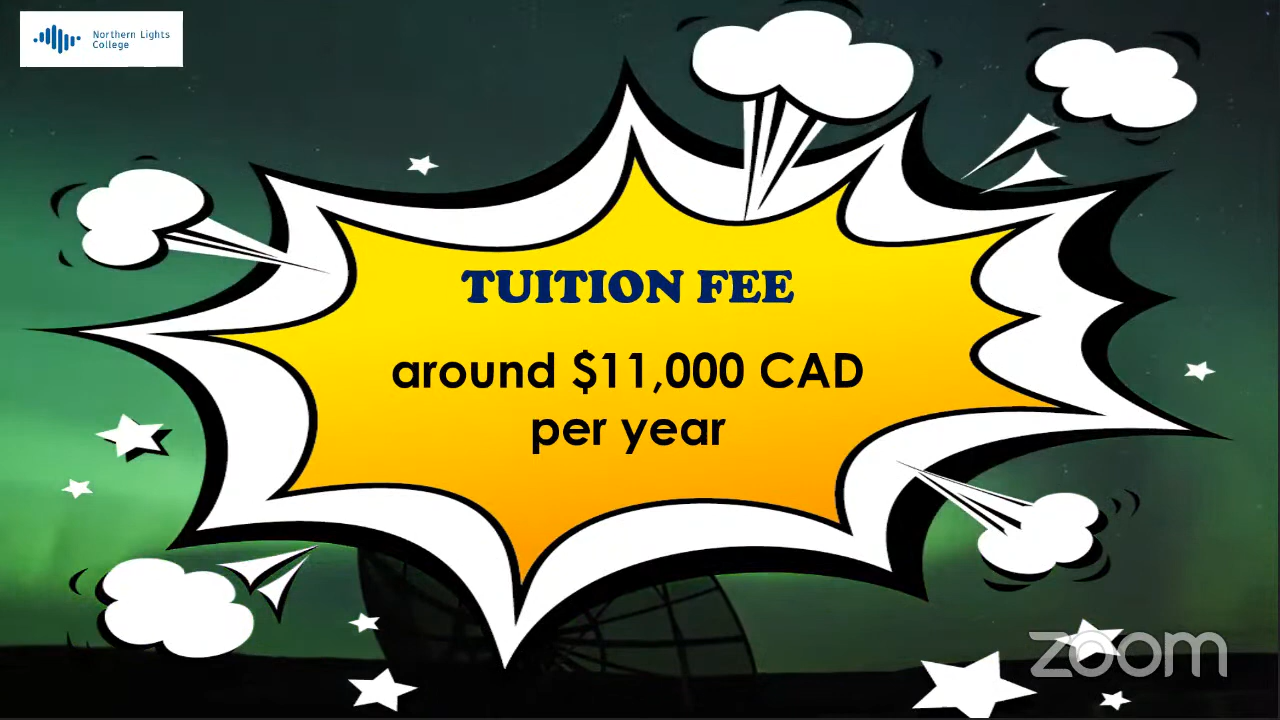 Northern Lights
College
TUITION FEE
around $11,000 CAD
per year
zoom